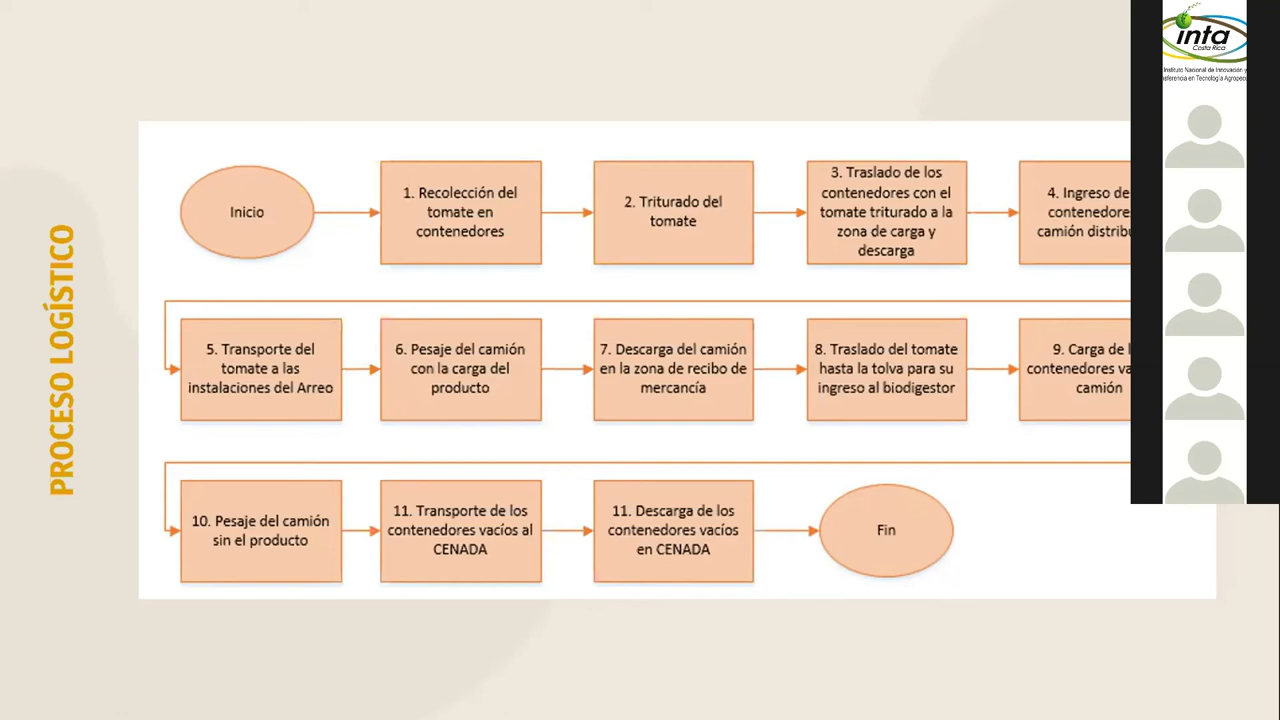 inta
Costa Rica
Instituto Nacional de Innovación y
PROCESO LOGÍSTICO
Inicio
1. Recolección del
tomate en
contenedores
2. Triturado del
tomate
3. Traslado de los
contenedores con el
tomate triturado a la
zona de carga y
descarga
4. Ingreso de
contenedores
camión
5. Transporte del
tomate a las
instalaciones del Arreo
6. Pesaje del camión
con la carga del
producto
7. Descarga del camión
en la zona de recibo de
mercancía
8. Traslado del tomate
hasta la tolva para su
ingreso al biodigestor
9. Carga de
contenedores
camión
10. Pesaje del camión
sin el producto
11. Transporte de los
contenedores vacíos al
CENADA
11. Descarga de los
contenedores vacíos
en CENADA
Fin